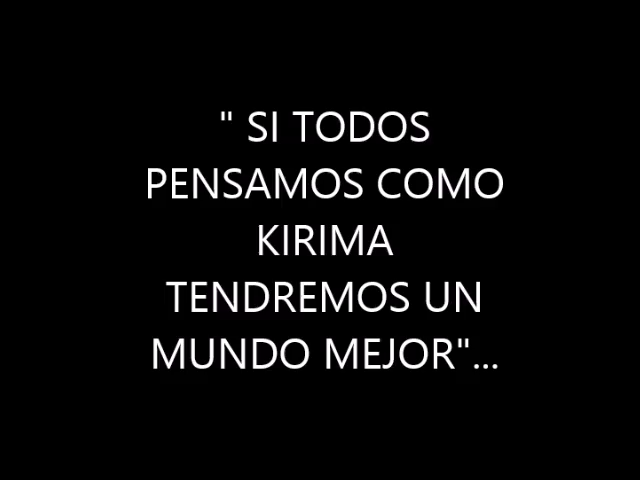 " SI TODOS
PENSAMOS COMO
KIRIMA
TENDREMOS UN
MUNDO MEJOR"...